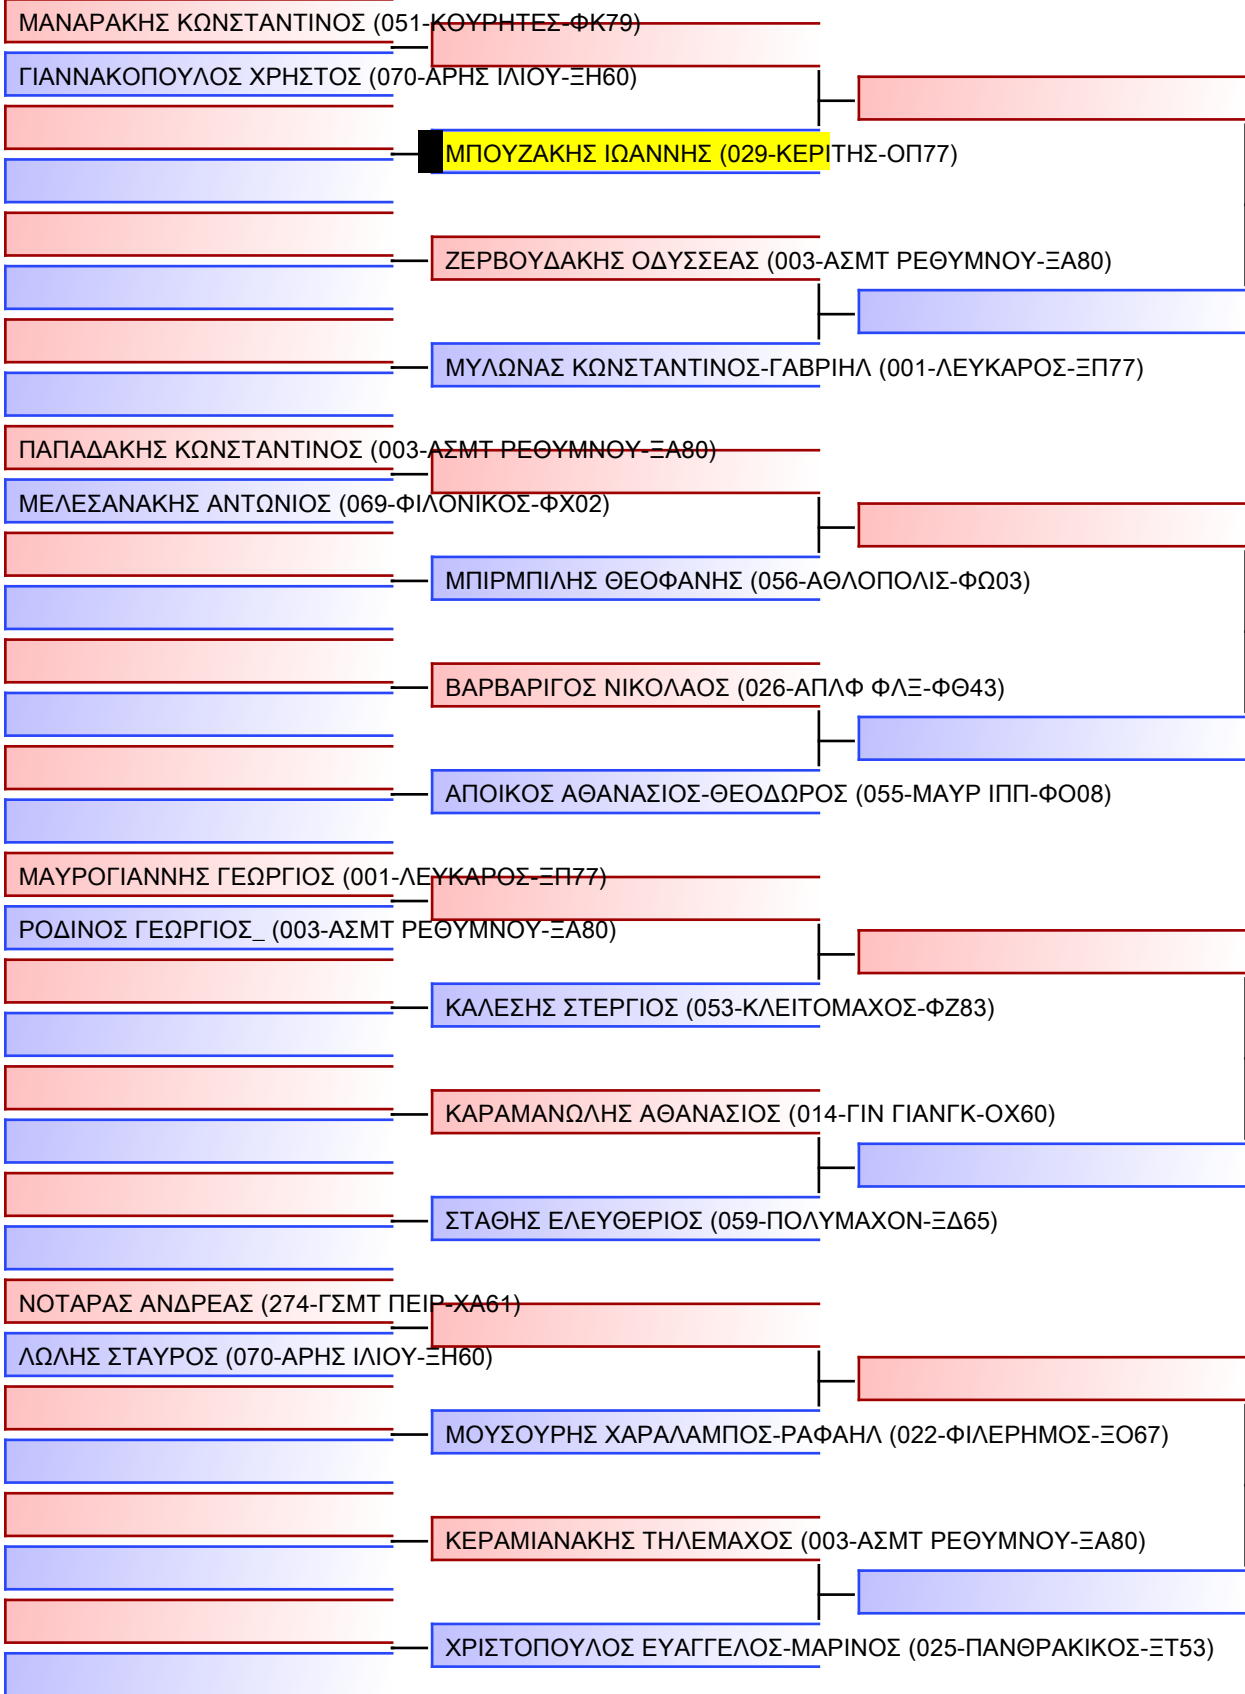 ΜΑΝΑΡΑΚΗΣ ΚΩΝΣΤΑΝΤΙΝΟΣ (051-ΚΟΥΡΗΤΕΣ-ΦΚ79)
ΓΙΑΝΝΑΚΟΠΟΥΛΟΣ ΧΡΗΣΤΟΣ (070-ΑΡΗΣ ΙΛΙΟΥ-ΞΗ60)
ΜΠΟΥΖΑΚΗΣ ΙΩΑΝΝΗΣ (029-ΚΕΡΙΤΗΣ-ΟΠ77)
ΖΕΡΒΟΥΔΑΚΗΣ ΟΔΥΣΣΕΑΣ (003-ΑΣΜΤ ΡΕΘΥΜΝΟΥ-ΞΑ80)
ΜΥΛΩΝΑΣ ΚΩΝΣΤΑΝΤΙΝΟΣ-ΓΑΒΡΙΗΛ (001-ΛΕΥΚΑΡΟΣ-ΞΠ77)
ΠΑΠΑΔΑΚΗΣ ΚΩΝΣΤΑΝΤΙΝΟΣ (003-ΑΣΜΤ ΡΕΘΥΜΝΟΥ-ΞΑ80)
ΜΕΛΕΣΑΝΑΚΗΣ ΑΝΤΩΝΙΟΣ (069-ΦΙΛΟΝΙΚΟΣ-ΦΧ02)
ΜΠΙΡΜΠΙΛΗΣ ΘΕΟΦΑΝΗΣ (056-ΑΘΛΟΠΟΛΙΣ-ΦΩ03)
ΒΑΡΒΑΡΙΓΟΣ ΝΙΚΟΛΑΟΣ (026-ΑΠΛΦ ΦΛΞ-ΦΘ43)
ΑΠΟΙΚΟΣ ΑΘΑΝΑΣΙΟΣ-ΘΕΟΔΩΡΟΣ (055-ΜΑΥΡ ΙΠΠ-ΦΟ08)
ΜΑΥΡΟΓΙΑΝΝΗΣ ΓΕΩΡΓΙΟΣ (001-ΛΕΥΚΑΡΟΣ-ΞΠ77)
ΡΟΔΙΝΟΣ ΓΕΩΡΓΙΟΣ_ (003-ΑΣΜΤ ΡΕΘΥΜΝΟΥ-ΞΑ80)
ΚΑΛΕΣΗΣ ΣΤΕΡΓΙΟΣ (053-ΚΛΕΙΤΟΜΑΧΟΣ-ΦΖ83)
ΚΑΡΑΜΑΝΩΛΗΣ ΑΘΑΝΑΣΙΟΣ (014-ΓΙΝ ΓΙΑΝΓΚ-ΟΧ60)
ΣΤΑΘΗΣ ΕΛΕΥΘΕΡΙΟΣ (059-ΠΟΛΥΜΑΧΟΝ-ΞΔ65)
ΝΟΤΑΡΑΣ ΑΝΔΡΕΑΣ (274-ΓΣΜΤ ΠΕΙΡ-ΧΑ61)
ΛΩΛΗΣ ΣΤΑΥΡΟΣ (070-ΑΡΗΣ ΙΛΙΟΥ-ΞΗ60)
ΜΟΥΣΟΥΡΗΣ ΧΑΡΑΛΑΜΠΟΣ-ΡΑΦΑΗΛ (022-ΦΙΛΕΡΗΜΟΣ-ΞΟ67)
ΚΕΡΑΜΙΑΝΑΚΗΣ ΤΗΛΕΜΑΧΟΣ (003-ΑΣΜΤ ΡΕΘΥΜΝΟΥ-ΞΑ80)
ΧΡΙΣΤΟΠΟΥΛΟΣ ΕΥΑΓΓΕΛΟΣ-ΜΑΡΙΝΟΣ (025-ΠΑΝΘΡΑΚΙΚΟΣ-ΞΤ53)